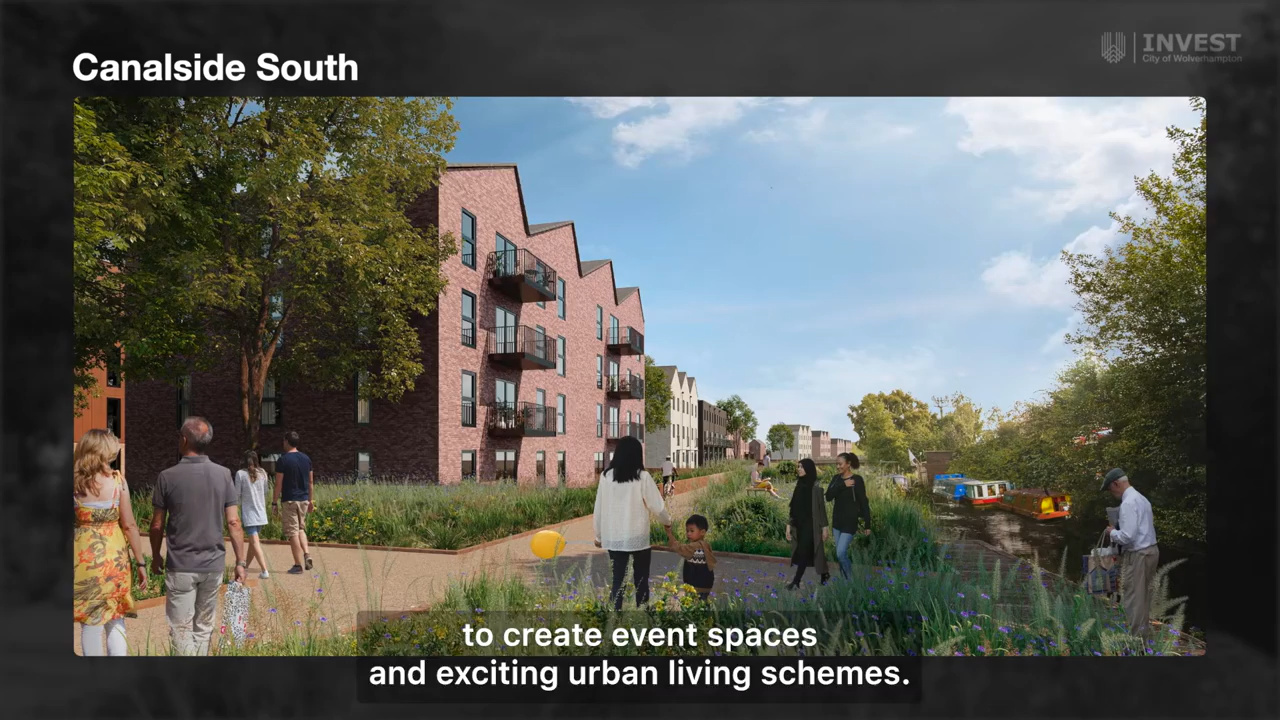 Canalside South
INVEST
City of Wolverhampton
to create event spaces
and exciting urban living schemes.